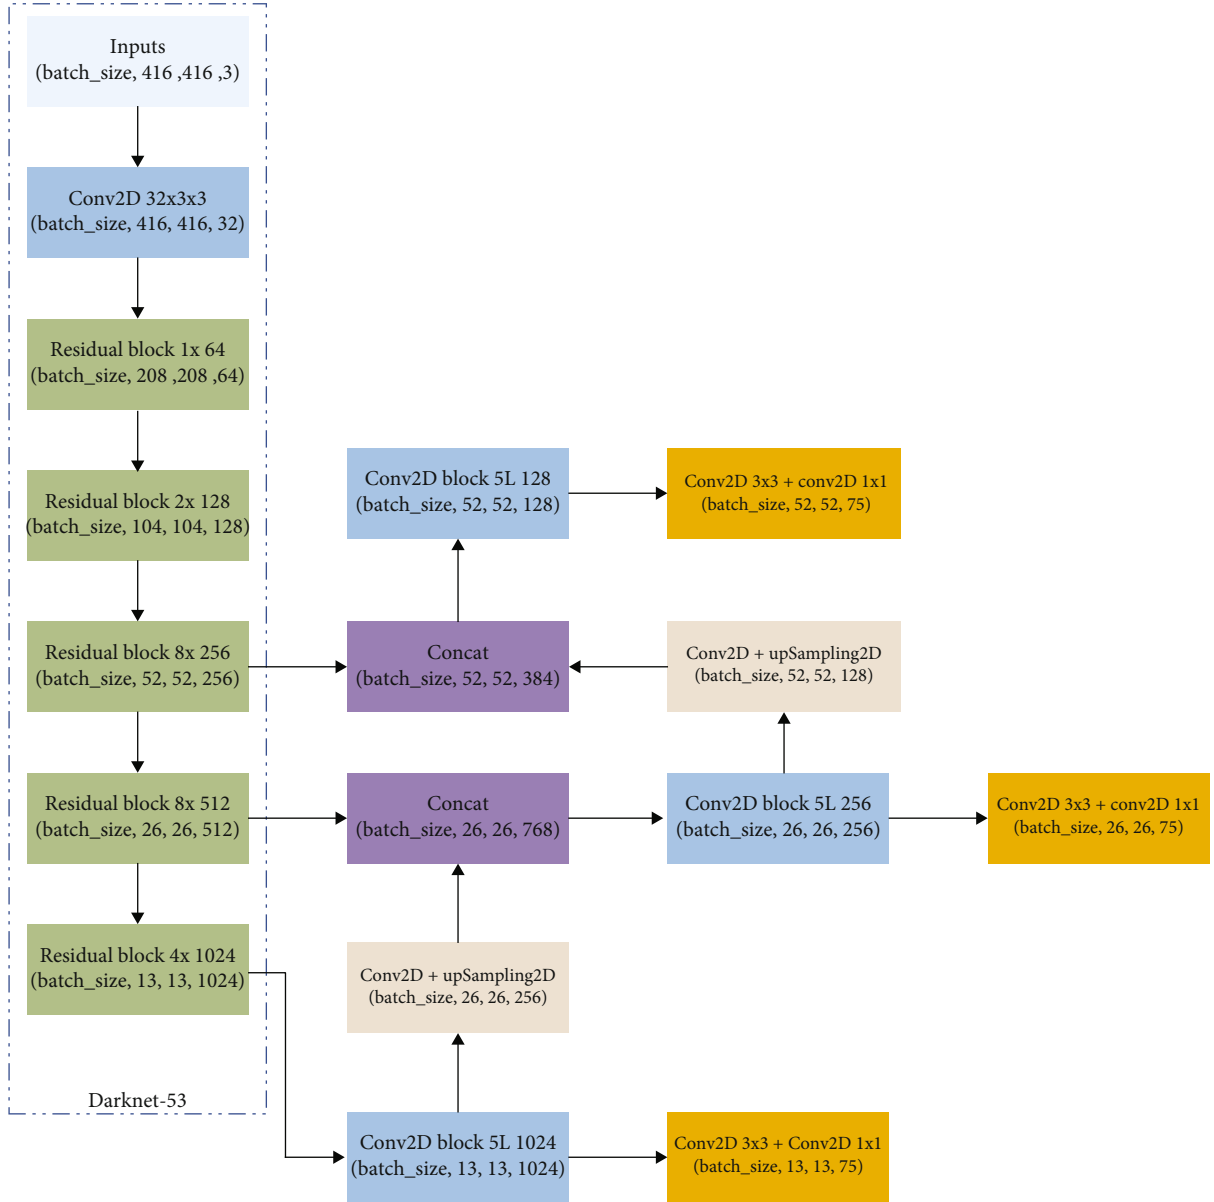 Inputs
(batch_size, 416 ,416 ,3)
Conv2D 32x3x3
(batch_size, 416, 416, 32)
Residual block 1x 64
(batch_size, 208 ,208 ,64)
Residual block 2x 128
(batch_size, 104, 104, 128)
Residual block 8x 256
(batch_size, 52, 52, 256)
Residual block 8x 512
(batch_size, 26, 26, 512)
Residual block 4x 1024
(batch_size, 13, 13, 1024)
Darknet-53
Conv2D block 5L 128
(batch_size, 52, 52, 128)
Conv2D 3x3 + conv2D 1x1
(batch_size, 52, 52, 75)
Concat
(batch_size, 52, 52, 384)
Conv2D + upSampling2D
(batch_size, 52, 52, 128)
Concat
(batch_size, 26, 26, 768)
Conv2D block 5L 256
(batch_size, 26, 26, 256)
Conv2D 3x3 + conv2D 1x1
(batch_size, 26, 26, 75)
Conv2D + upSampling2D
(batch_size, 26, 26, 256)
Conv2D block 5L 1024
(batch_size, 13, 13, 1024)
Conv2D 3x3 + Conv2D 1x1
(batch_size, 13, 13, 75)